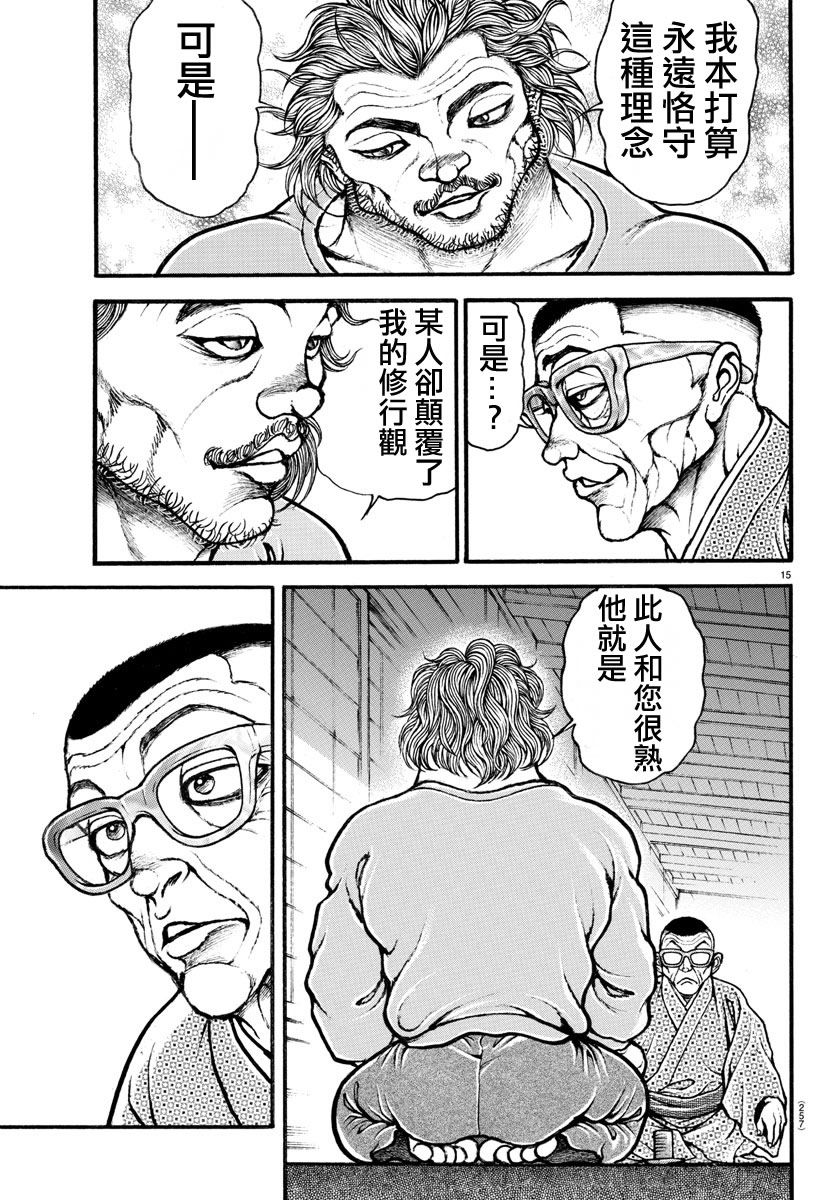 我本打算
永遠恪守
這種理念
可是——
可是…?
某人卻顛覆了
我的修行觀
15
此人和您很熟
他就是
(257)